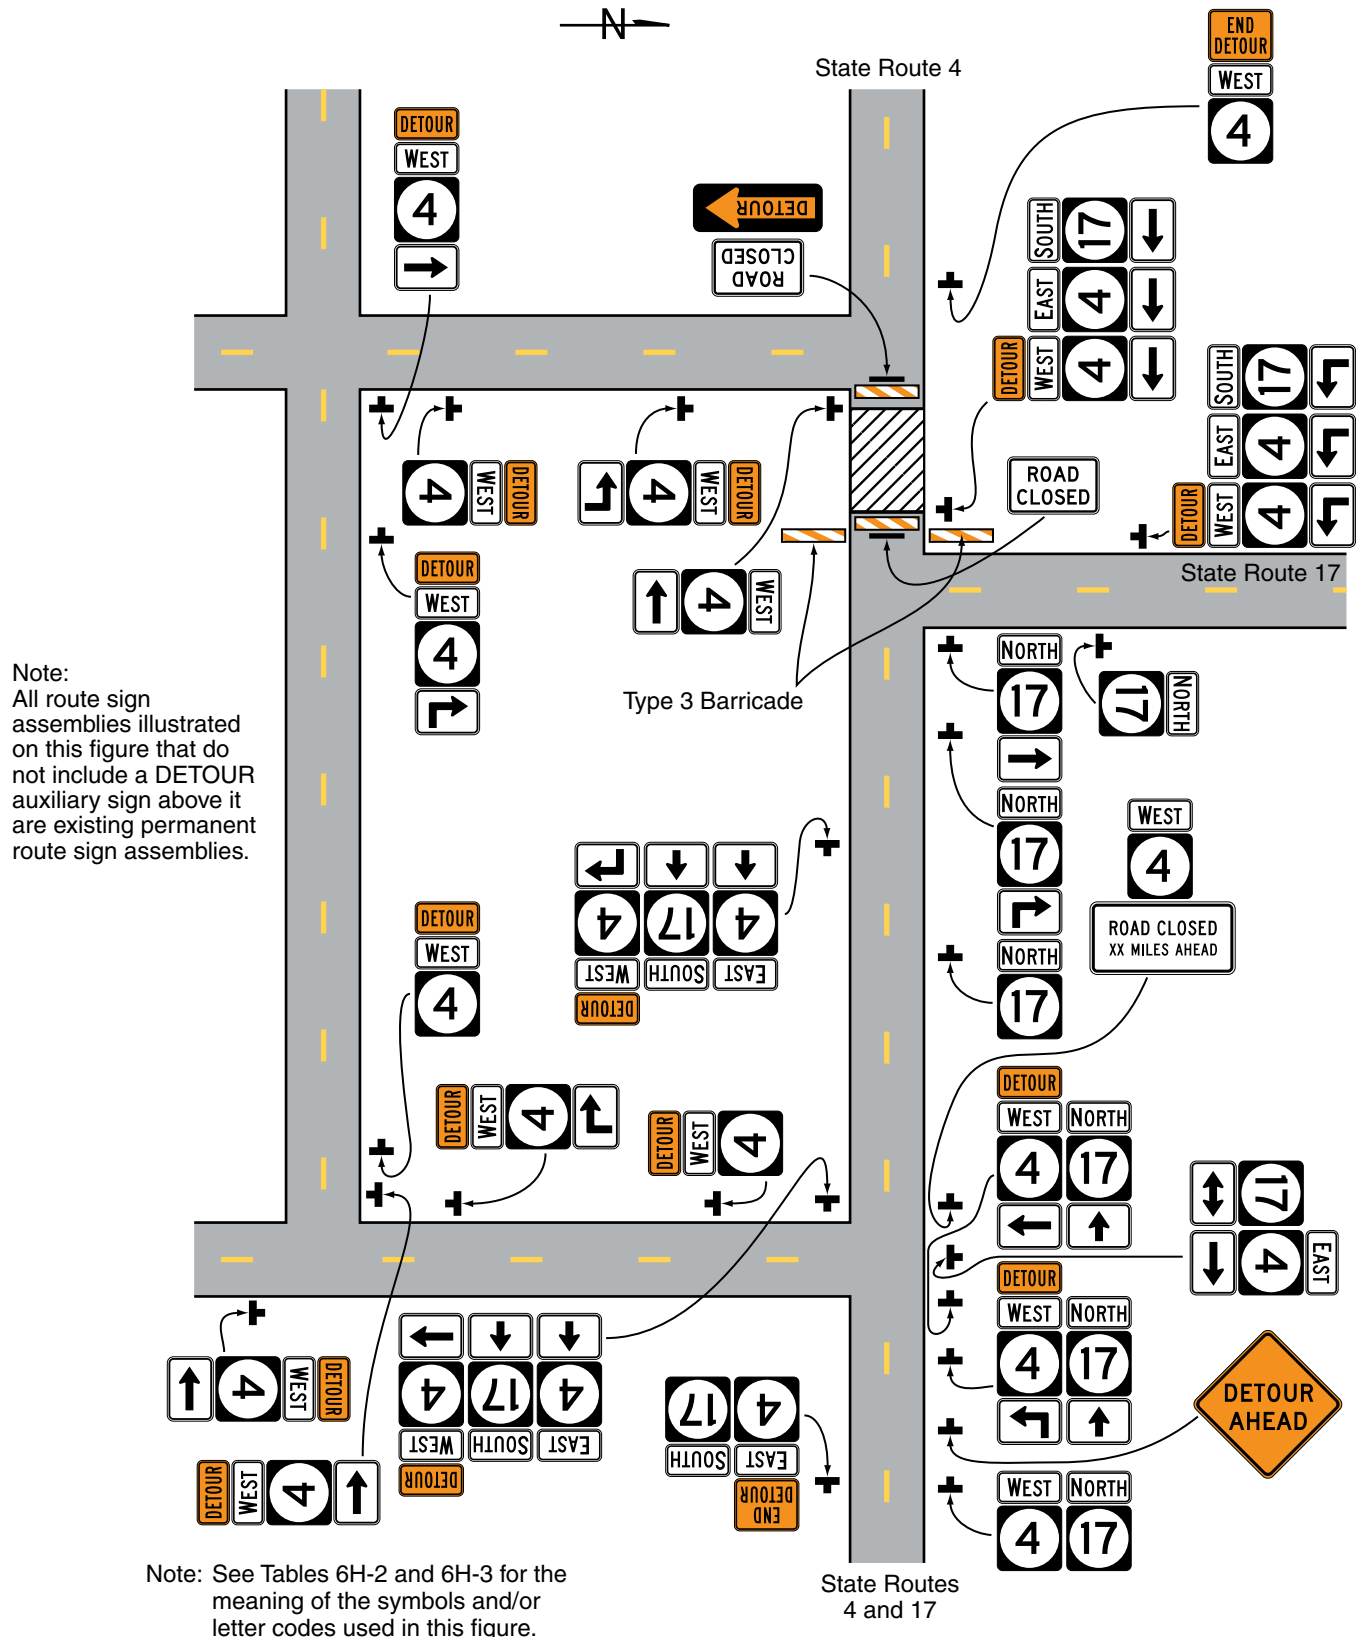 N
State Route 4
END
DETOUR
WEST
4
DETOUR
WEST
4
DETOUR
ROAD
CLOSED
SOUTH
17
EAST
4
DETOUR
WEST
4
SOUTH
17
EAST
4
DETOUR
WEST
4
ROAD
CLOSED
DETOUR
WEST
4
DETOUR
WEST
4
WEST
4
State Route 17
DETOUR
WEST
4
Type 3 Barricade
NORTH
17
NORTH
17
NORTH
17
NORTH
17
Note:
All route sign
assemblies illustrated
on this figure that do
not include a DETOUR
auxiliary sign above it
are existing permanent
route sign assemblies.
WEST
4
ROAD CLOSED
XX MILES AHEAD
DETOUR
WEST
4
SOUTH
17
EAST
4
DETOUR
WEST
4
DETOUR
WEST
4
DETOUR
WEST
4
DETOUR
WEST NORTH
4 17
17
EAST
4
DETOUR
WEST NORTH
4 17
DETOUR
AHEAD
DETOUR
WEST
4
DETOUR
WEST
4
DETOUR
WEST
4
SOUTH
17
EAST
4
END
DETOUR
EAST SOUTH
4 17
WEST NORTH
4 17
Note: See Tables 6H-2 and 6H-3 for the
meaning of the symbols and/or
letter codes used in this figure.
State Routes
4 and 17